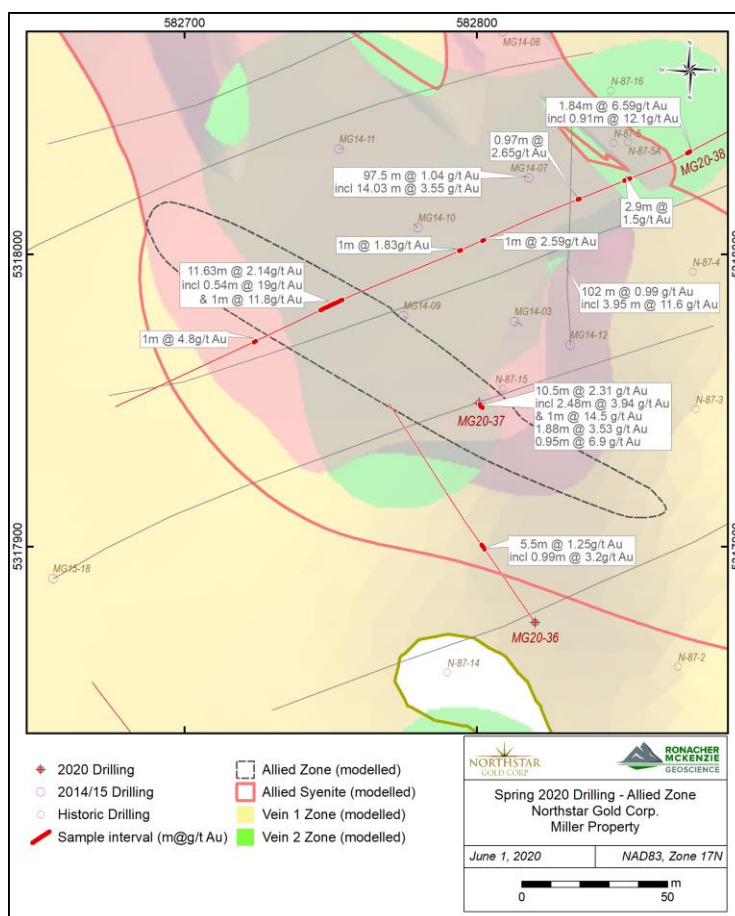 582700
582800
MG14-08
N-87-16
1.84m @ 6.59g/t Au
incl 0.91m @ 12.1g/t Au
N-87-5
N-87-5A
MG20-38
MG14-11
0.97m @
2.65g/t Au
MG14-07
97.5 m @ 1.04 g/t Au
incl 14.03 m @ 3.55 g/t Au
2.9m @
1.5g/t Au
MG14-10
1m @ 1.83g/t Au
1m @ 2.59g/t Au
5318000
5318000
N-87-4
11.63m @ 2.14g/t Au
incl 0.54m @ 19g/t Au
& 1m @ 11.8g/t Au
102 m @ 0.99 g/t Au
incl 3.95 m @ 11.6 g/t Au
MG14-09
MG14-03
1m @ 4.8g/t Au
MG14-12
N-87-15
N-87-3
MG20-37
10.5m @ 2.31 g/t Au
incl 2.48m @ 3.94 g/t Au
& 1m @ 14.5 g/t Au
1.88m @ 3.53 g/t Au
0.95m @ 6.9 g/t Au
5317900
5317900
5.5m @ 1.25g/t Au
incl 0.99m @ 3.2g/t Au
MG15-18
MG20-36
N-87-14
N-87-2
2020 Drilling
2014/15 Drilling
Historic Drilling
Sample interval (m@g/t Au)
Allied Zone (modelled)
Allied Syenite (modelled)
Vein 1 Zone (modelled)
Vein 2 Zone (modelled)
NORTHSTAR
GOLD CORP
RONACHER
MCKENZIE
GEOSCIENCE
Spring 2020 Drilling - Allied Zone
Northstar Gold Corp.
Miller Property
June 1, 2020
NAD83, Zone 17N
m
0
50